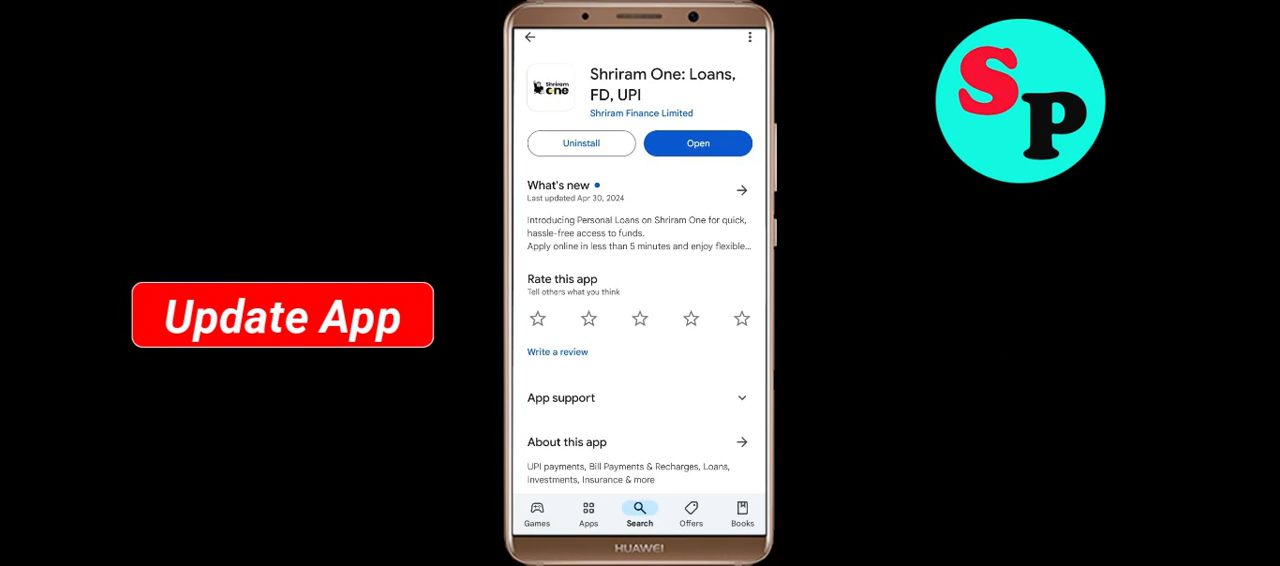 Shriram One: Loans,
FD, UPI
Shriram
One
Shriram Finance Limited
Uninstall
Open
What's new
Last updated Apr 30, 2024
Introducing Personal Loans on Shriram One for quick,
hassle-free access to funds.
Apply online in less than 5 minutes and enjoy flexible...
Rate this app
Tell others what you think
Write a review
App support
About this app
UPI payments, Bill Payments & Recharges, Loans,
Investments, Insurance & more
Games
Apps
Search
Offers
Books
HUAWEI
Update App
SP